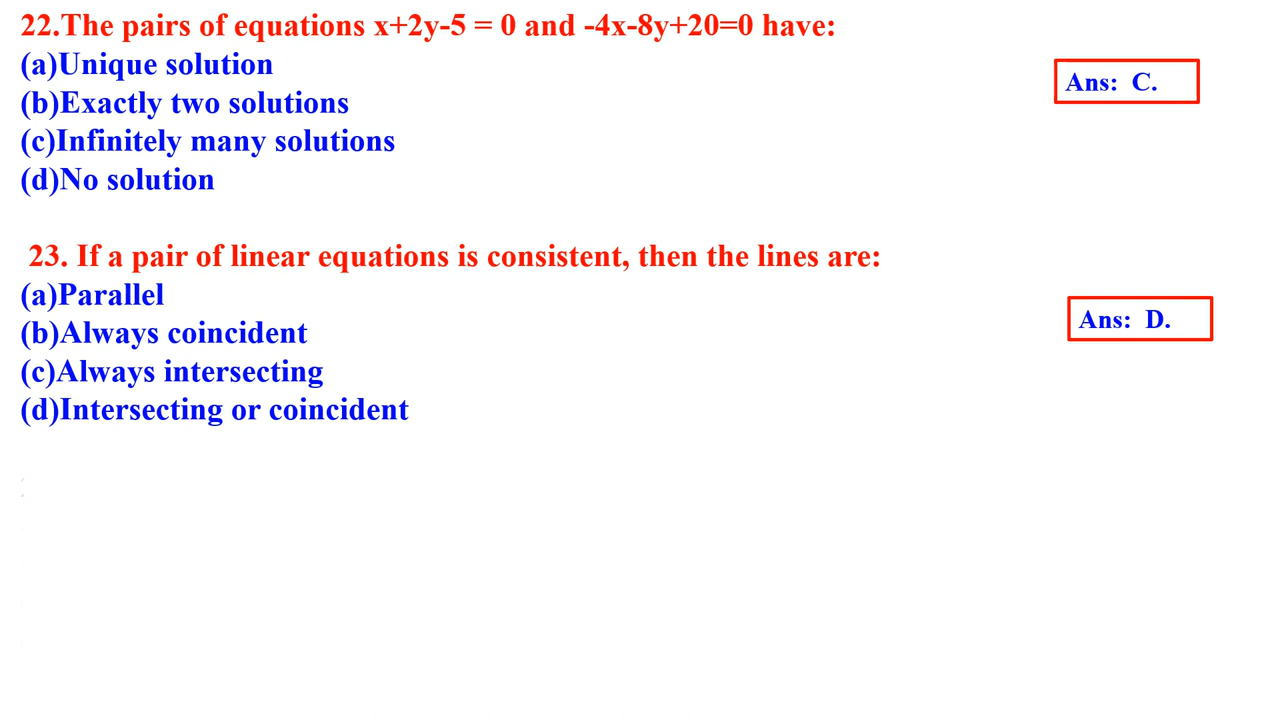 22.The pairs of equations x+2y-5 = 0 and -4x-8y+20=0 have:
(a)Unique solution
Ans: C.
(b)Exactly two solutions
(c)Infinitely many solutions
(d)No solution
23. If a pair of linear equations is consistent, then the lines are:
(a)Parallel
Ans: D.
(b)Always coincident
(c)Always intersecting
(d)Intersecting or coincident